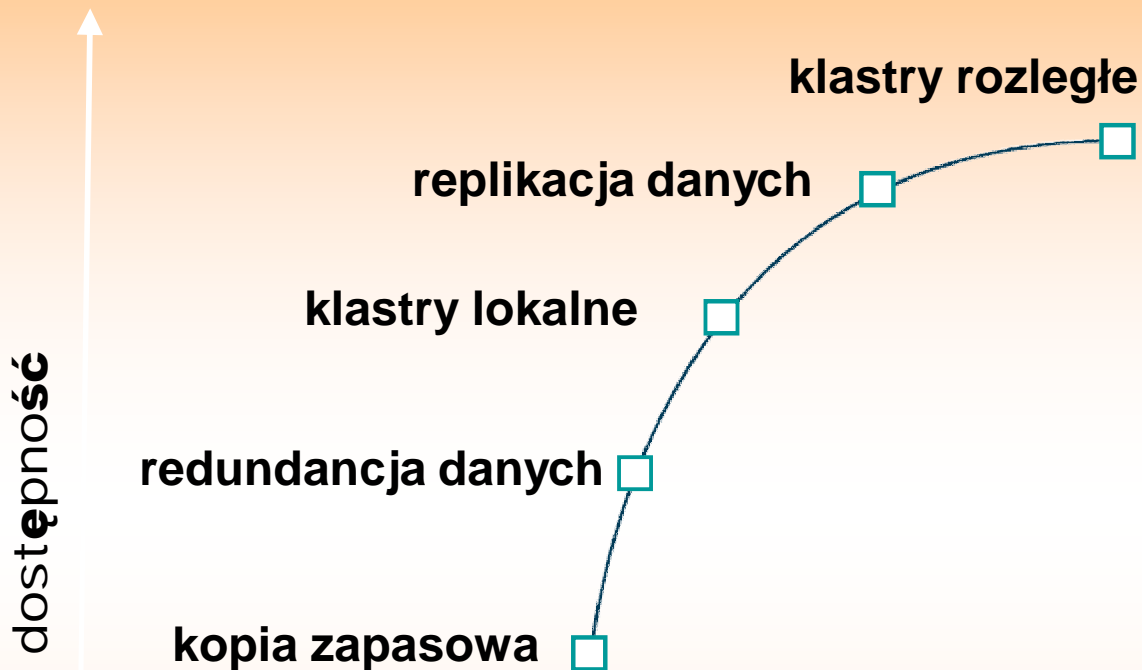 klastry rozległe
replikacja danych
klastry lokalne
redundancja danych
kopia zapasowa
dostępność